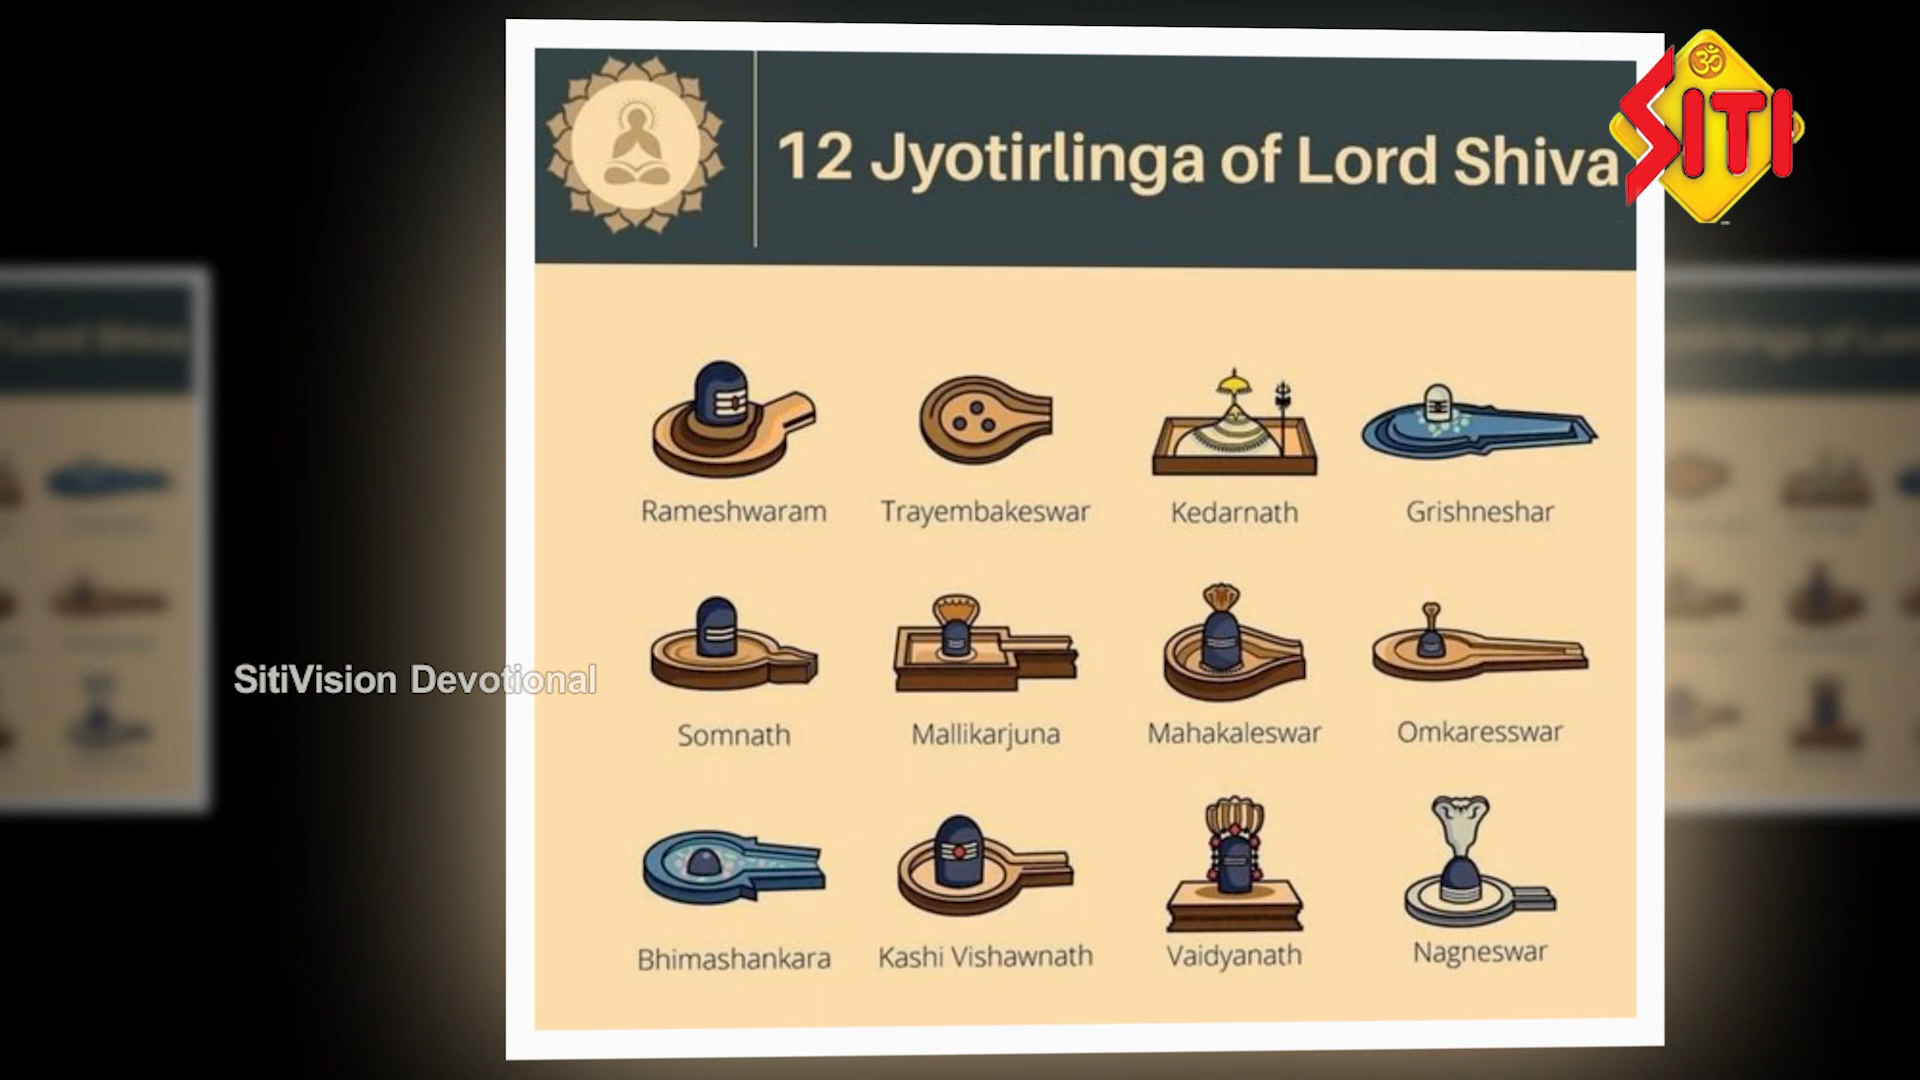 12 Jyotirlinga of Lord Shiva
ॐ
SITI
Rameshwaram
Trayembakeswar
Kedarnath
Grishneshar
Somnath
Mallikarjuna
Mahakaleswar
Omkaresswar
SitiVision Devotional
Bhimashankara
Kashi Vishawnath
Vaidyanath
Nagneswar